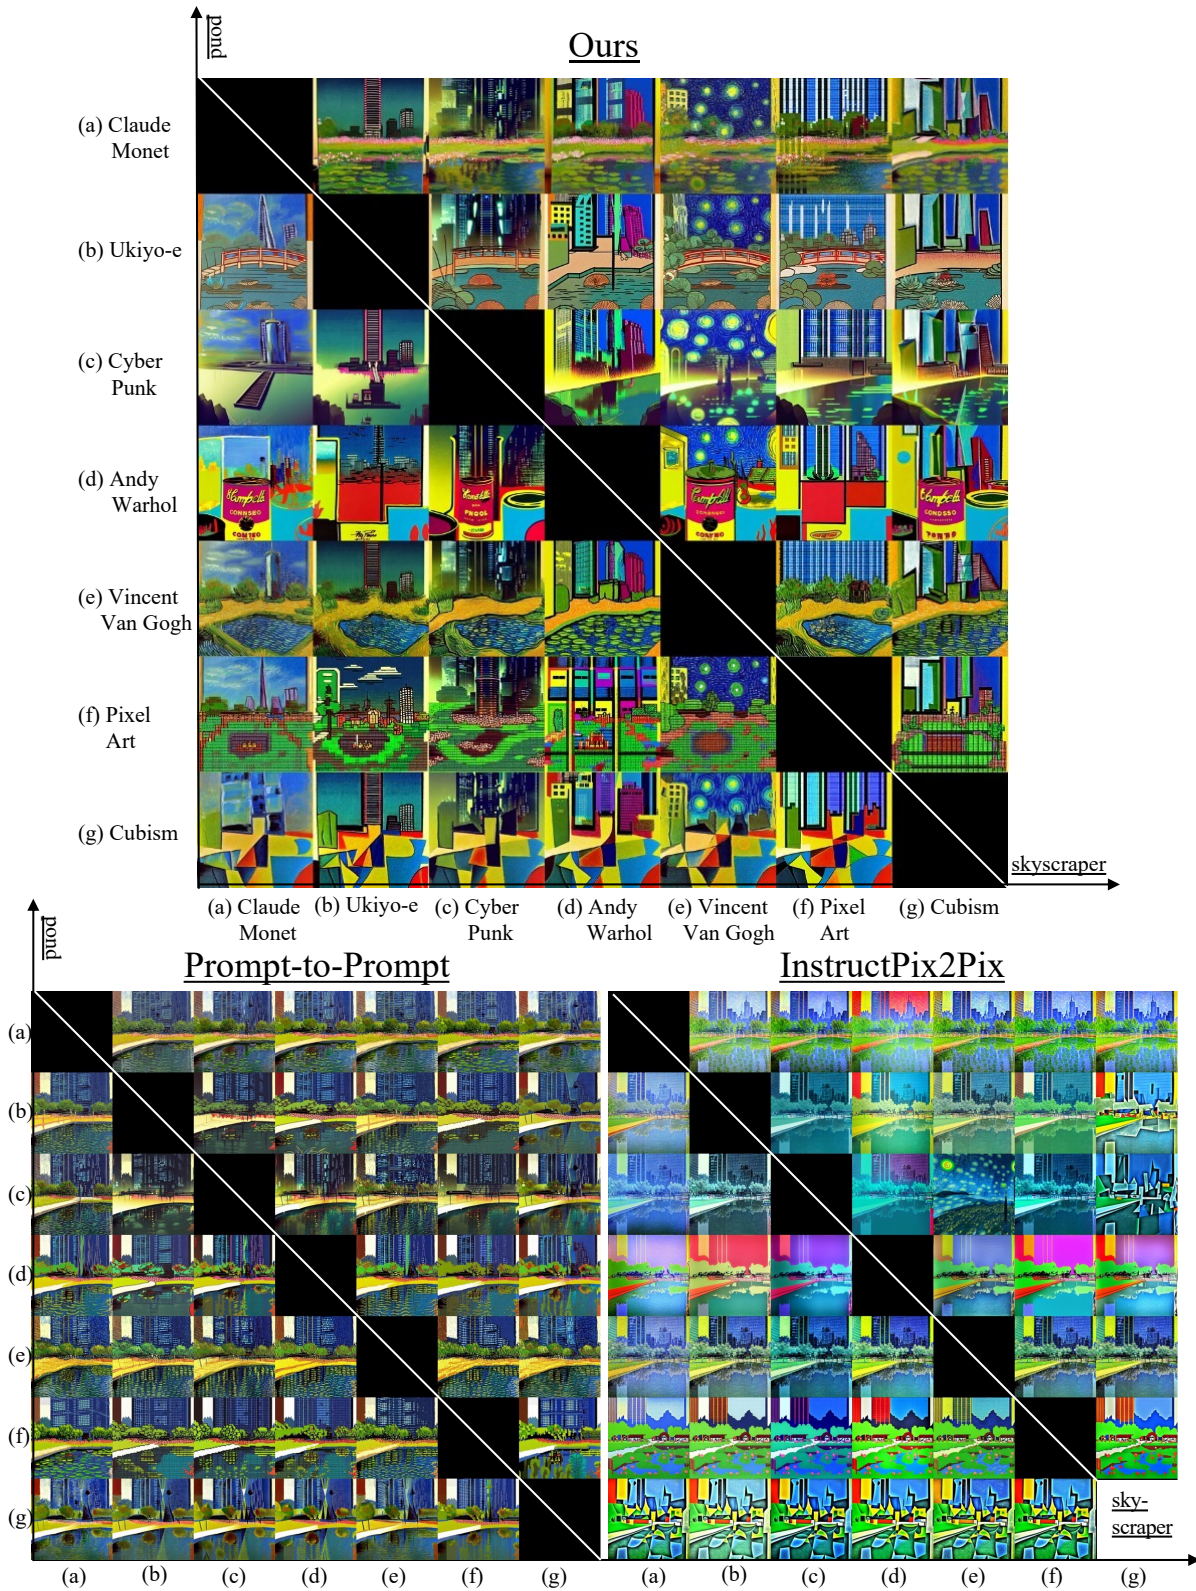 pond
Ours
(a) Claude
Monet
(b) Ukiyo-e
(c) Cyber
Punk
(d) Andy
Warhol
(e) Vincent
Van Gogh
(f) Pixel
Art
(g) Cubism
skyscraper
(a) Claude
Monet
(b) Ukiyo-e
(c) Cyber
Punk
(d) Andy
Warhol
(e) Vincent
Van Gogh
(f) Pixel
Art
(g) Cubism
pond
Prompt-to-Prompt
InstructPix2Pix
(a)
(b)
(c)
(d)
(e)
(f)
(g)
sky-
scraper
(a) (b) (c) (d) (e) (f) (g) (a) (b) (c) (d) (e) (f) (g)